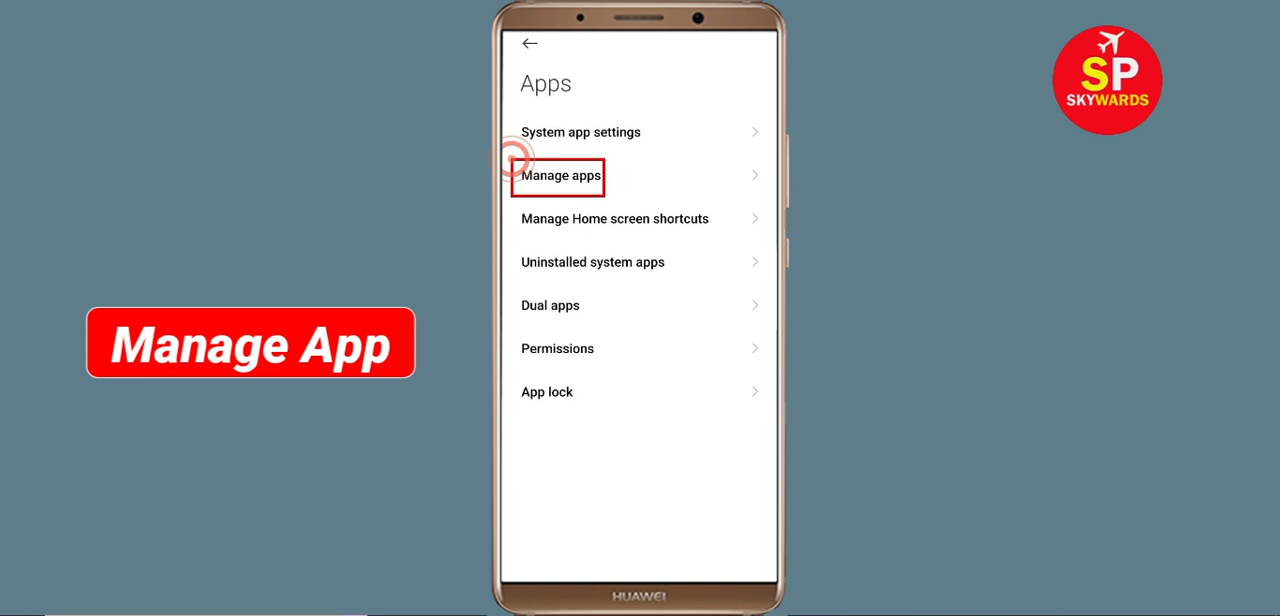 Apps
System app settings
Manage apps
Manage Home screen shortcuts
Uninstalled system apps
Dual apps
Permissions
App lock
HUAWEI
Manage App
SP
SKYWARDS